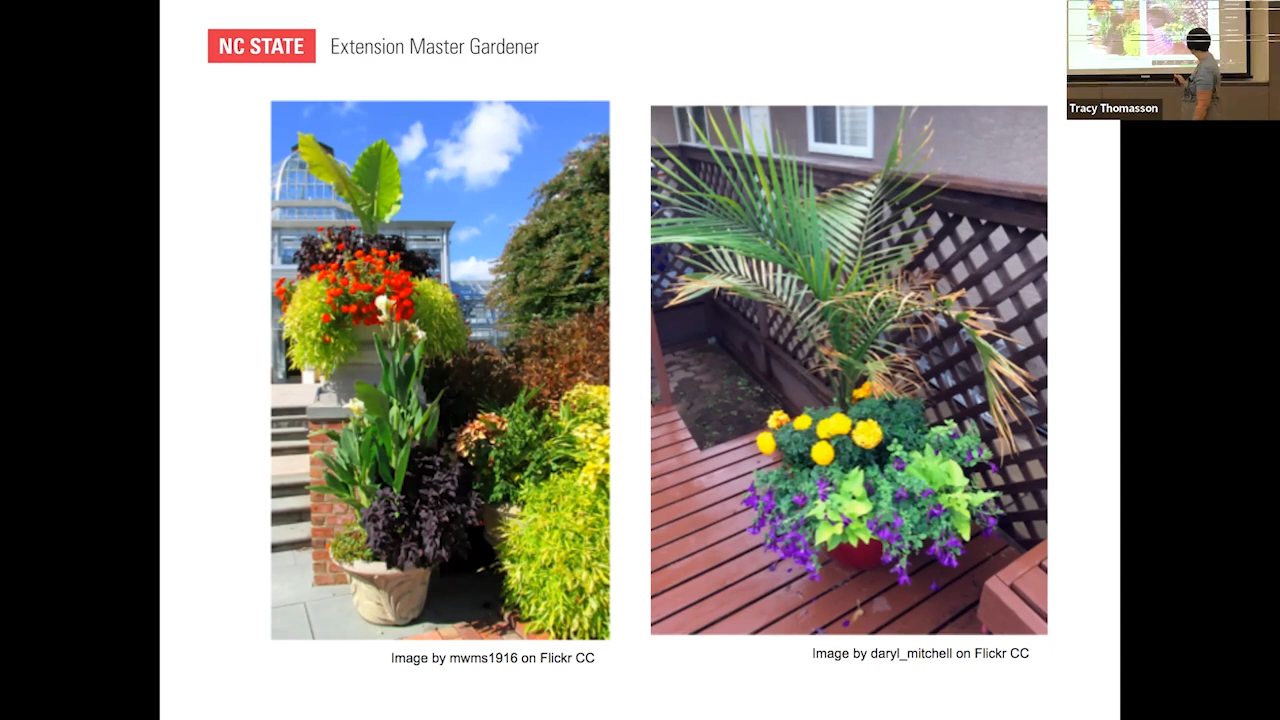 NC STATE Extension Master Gardener
Tracy Thomasson
Image by mwms1916 on Flickr CC
Image by daryl_mitchell on Flickr CC